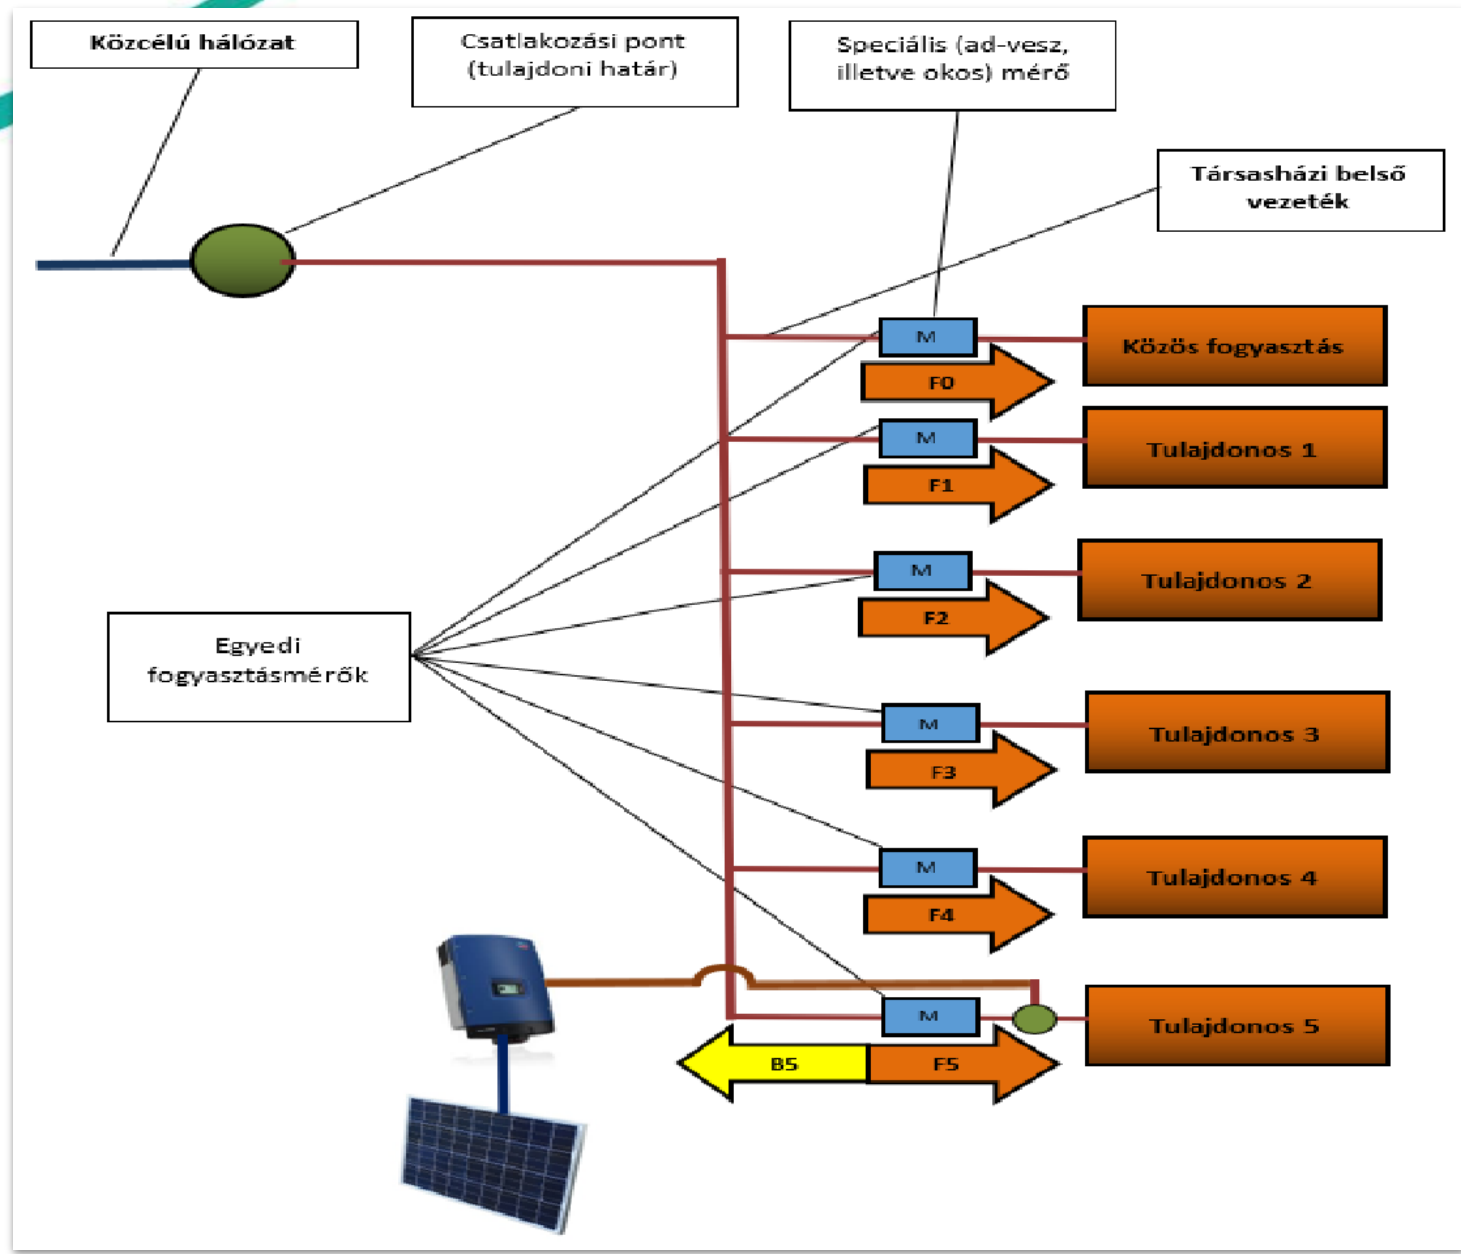 Közcélú hálózat
Csatlakozási pont
(tulajdoni határ)
Speciális (ad-vesz,
illetve okos) mérő
Társasházi belső
vezeték
M
Közös fogyasztás
F0
M
Tulajdonos 1
F1
M
Tulajdonos 2
F2
Egyedi
fogyasztásmérők
M
Tulajdonos 3
F3
M
Tulajdonos 4
F4
M
Tulajdonos 5
B5
F5